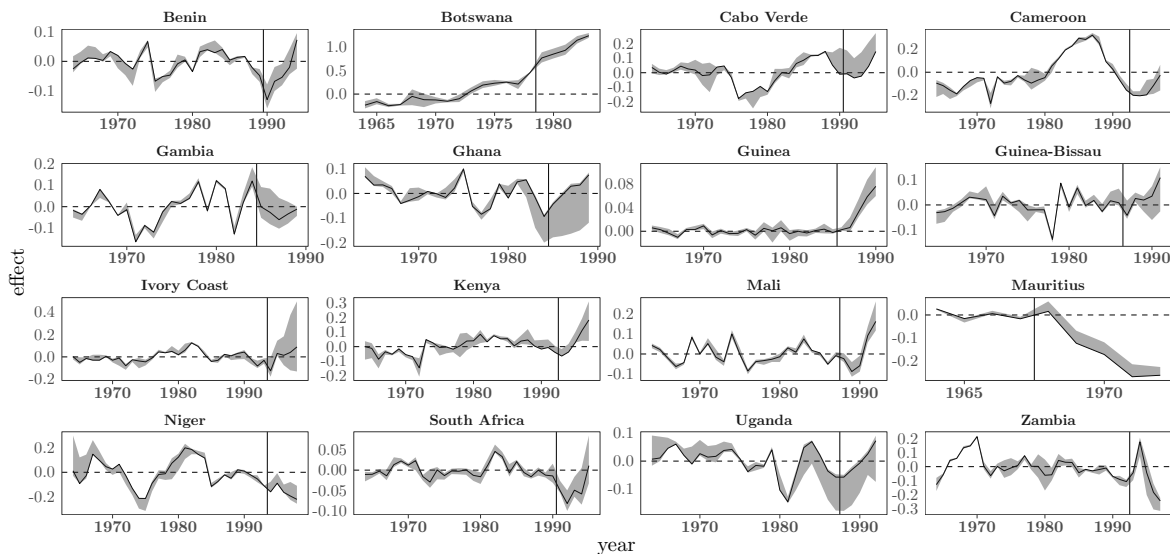 Benin Botswana Cabo Verde Cameroon
0.1 0.0 -0.1
1.0 0.5 0.0
0.2 0.1 0.0 -0.1 -0.2
0.2 0.0 -0.2
1970 1980 1990
1965 1970 1975 1980
1970 1980 1990
1970 1980 1990
Gambia Ghana Guinea Guinea-Bissau
0.2 0.1 0.0 -0.1
0.1 0.0 -0.1 -0.2
0.08 0.04 0.00
0.1 0.0 -0.1
1970 1980 1990
1970 1980 1990
1970 1980 1990
1970 1980 1990
effect
Ivory Coast Kenya Mali Mauritius
0.4 0.2 0.0 -0.2
0.3 0.2 0.1 0.0 -0.1 -0.2
0.2 0.1 0.0 -0.1
0.0 -0.1 -0.2
1970 1980 1990
1970 1980 1990
1970 1980 1990
1965 1970
Niger South Africa Uganda Zambia
0.2 0.0 -0.2
0.05 0.00 -0.05 -0.10
0.1 0.0 -0.1
0.2 0.1 0.0 -0.1 -0.2 -0.3
1970 1980 1990
1970 1980 1990
1970 1980 1990
1970 1980 1990
year